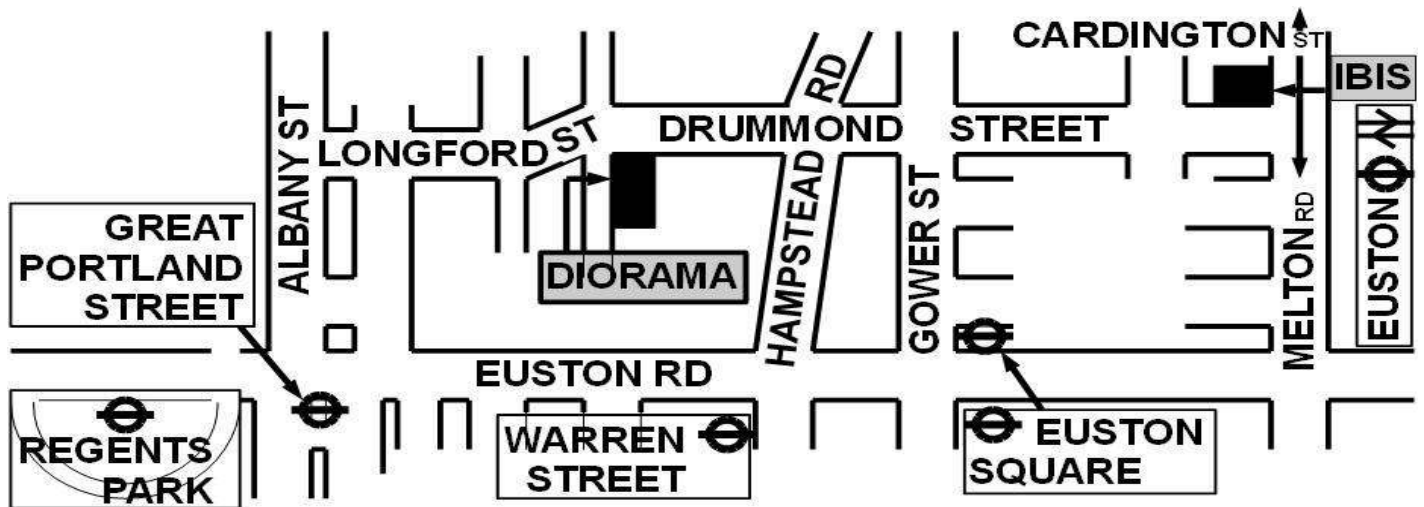 CARDINGTON ST
IBIS
ALBANY ST
LONGFORD ST
DRUMMOND STREET
HAMPSTEAD RD
GOWER ST
MELTON RD
EUSTON
GREAT
PORTLAND
STREET
DIORAMA
EUSTON RD
REGENTS
PARK
WARREN
STREET
EUSTON
SQUARE